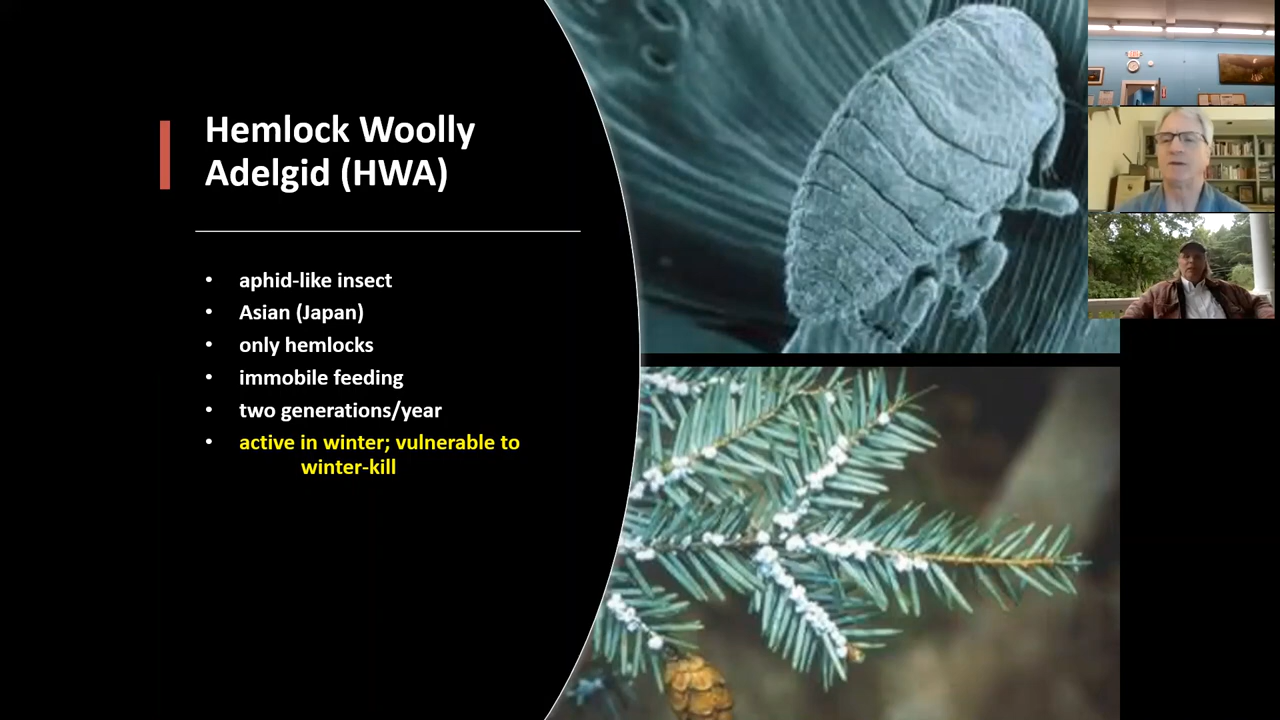 Hemlock Woolly
Adelgid (HWA)
• aphid-like insect
• Asian (Japan)
• only hemlocks
• immobile feeding
• two generations/year
• active in winter; vulnerable to
winter-kill